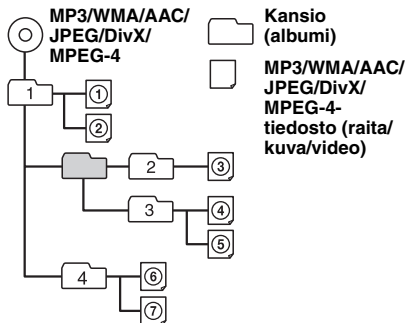 MP3/WMA/AAC/
JPEG/DivX/
MPEG-4
Kansio
(albumi)
MP3/WMA/AAC/
JPEG/DivX/
MPEG-4-
tiedosto (raita/
kuva/video)
1
①
②
2
③
3
④
⑤
4
⑥
⑦